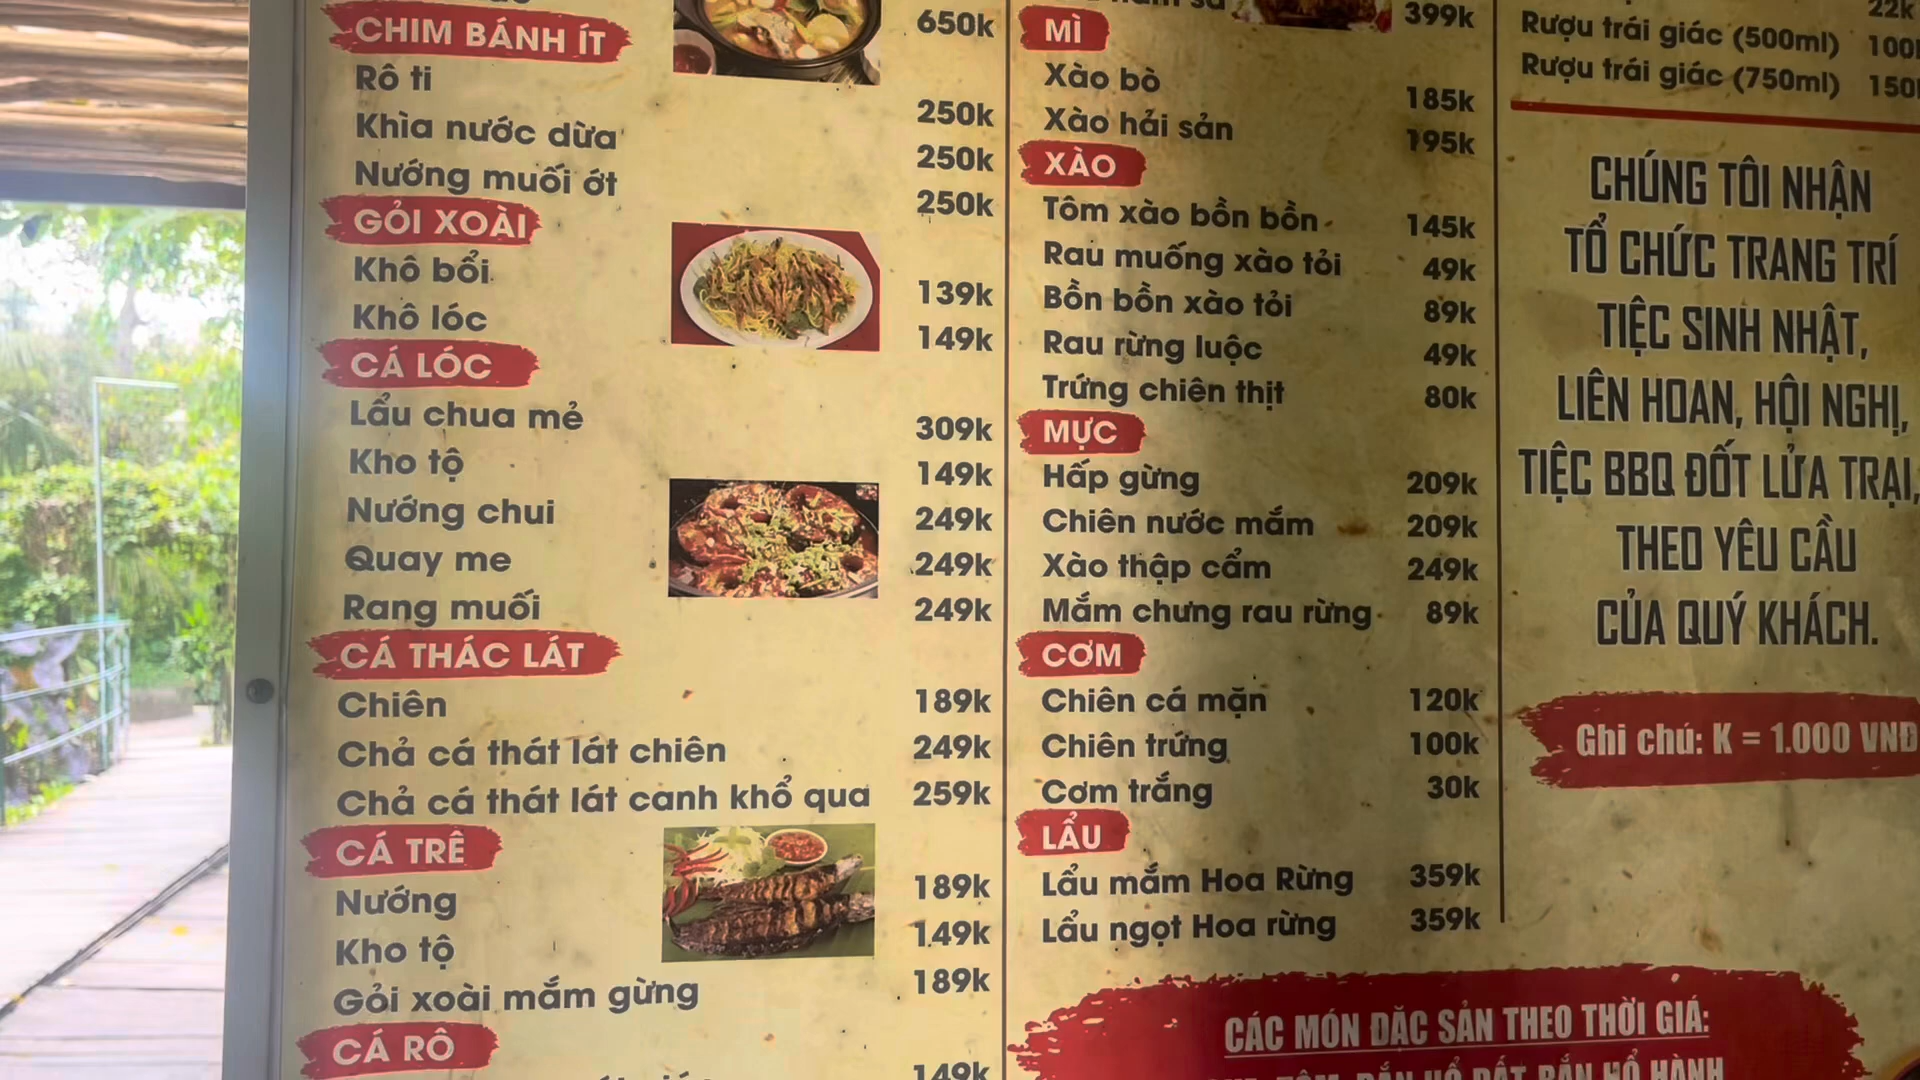 650k
CHIM BÁNH ÍT
Rô ti 250k
Khìa nước dừa 250k
Nướng muối ớt 250k
GỎI XOÀI
Khô bổi 139k
Khô lóc 149k
CÁ LÓC
Lẩu chua mẻ 309k
Kho tộ 149k
Nướng chui 249k
Quay me 249k
Rang muối 249k
CÁ THÁC LÁT
Chiên 189k
Chả cá thát lát chiên 249k
Chả cá thát lát canh khổ qua 259k
CÁ TRÊ
Nướng 189k
Kho tộ 149k
Gỏi xoài mắm gừng 189k
CÁ RÔ
149k
399k
MÌ
Xào bò 185k
Xào hải sản 195k
XÀO
Tôm xào bồn bồn 145k
Rau muống xào tỏi 49k
Bồn bồn xào tỏi 89k
Rau rừng luộc 49k
Trứng chiên thịt 80k
MỰC
Hấp gừng 209k
Chiên nước mắm 209k
Xào thập cẩm 249k
Mắm chưng rau rừng 89k
CƠM
Chiên cá mặn 120k
Chiên trứng 100k
Cơm trắng 30k
LẨU
Lẩu mắm Hoa Rừng 359k
Lẩu ngọt Hoa rừng 359k
22k
Rượu trái giác (500ml) 100k
Rượu trái giác (750ml) 150k
CHÚNG TÔI NHẬN
TỔ CHỨC TRANG TRÍ
TIỆC SINH NHẬT,
LIÊN HOAN, HỘI NGHỊ,
TIỆC BBQ ĐỐT LỬA TRẠI,
THEO YÊU CẦU
CỦA QUÝ KHÁCH.
Ghi chú: K = 1.000 VNĐ
CÁC MÓN ĐẶC SẢN THEO THỜI GIÁ:
RẮN HỔ ĐẤT, RẮN HỔ HÀNH